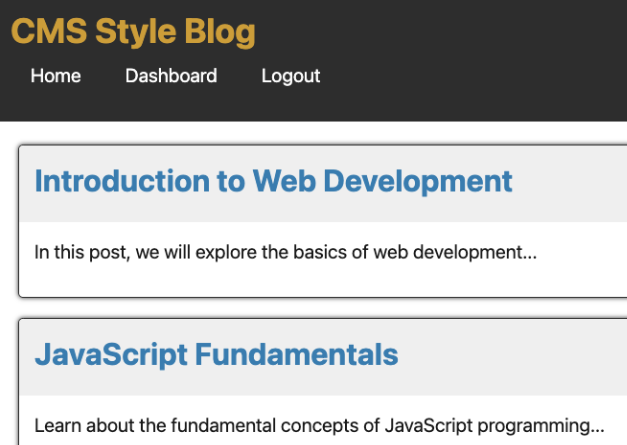 CMS Style Blog
Home Dashboard Logout
Introduction to Web Development
In this post, we will explore the basics of web development...
JavaScript Fundamentals
Learn about the fundamental concepts of JavaScript programming...